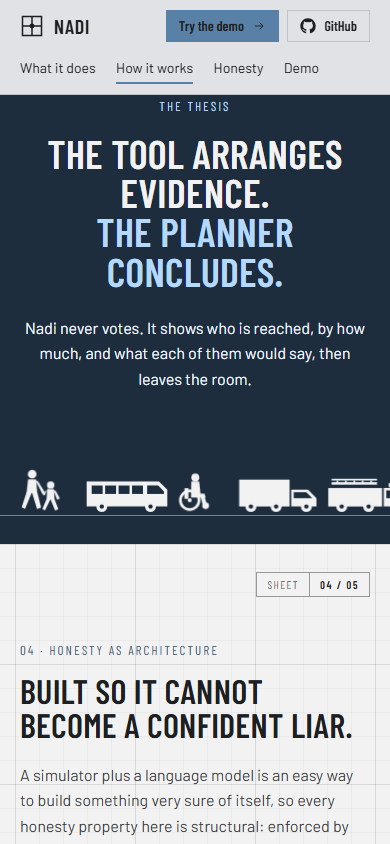 NADI
Try the demo →
GitHub
What it does
How it works
Honesty
Demo
THE THESIS
THE TOOL ARRANGES
EVIDENCE.
THE PLANNER
CONCLUDES.
Nadi never votes. It shows who is reached, by how
much, and what each of them would say, then
leaves the room.
SHEET
04 / 05
04 · HONESTY AS ARCHITECTURE
BUILT SO IT CANNOT
BECOME A CONFIDENT LIAR.
A simulator plus a language model is an easy way
to build something very sure of itself, so every
honesty property here is structural: enforced by